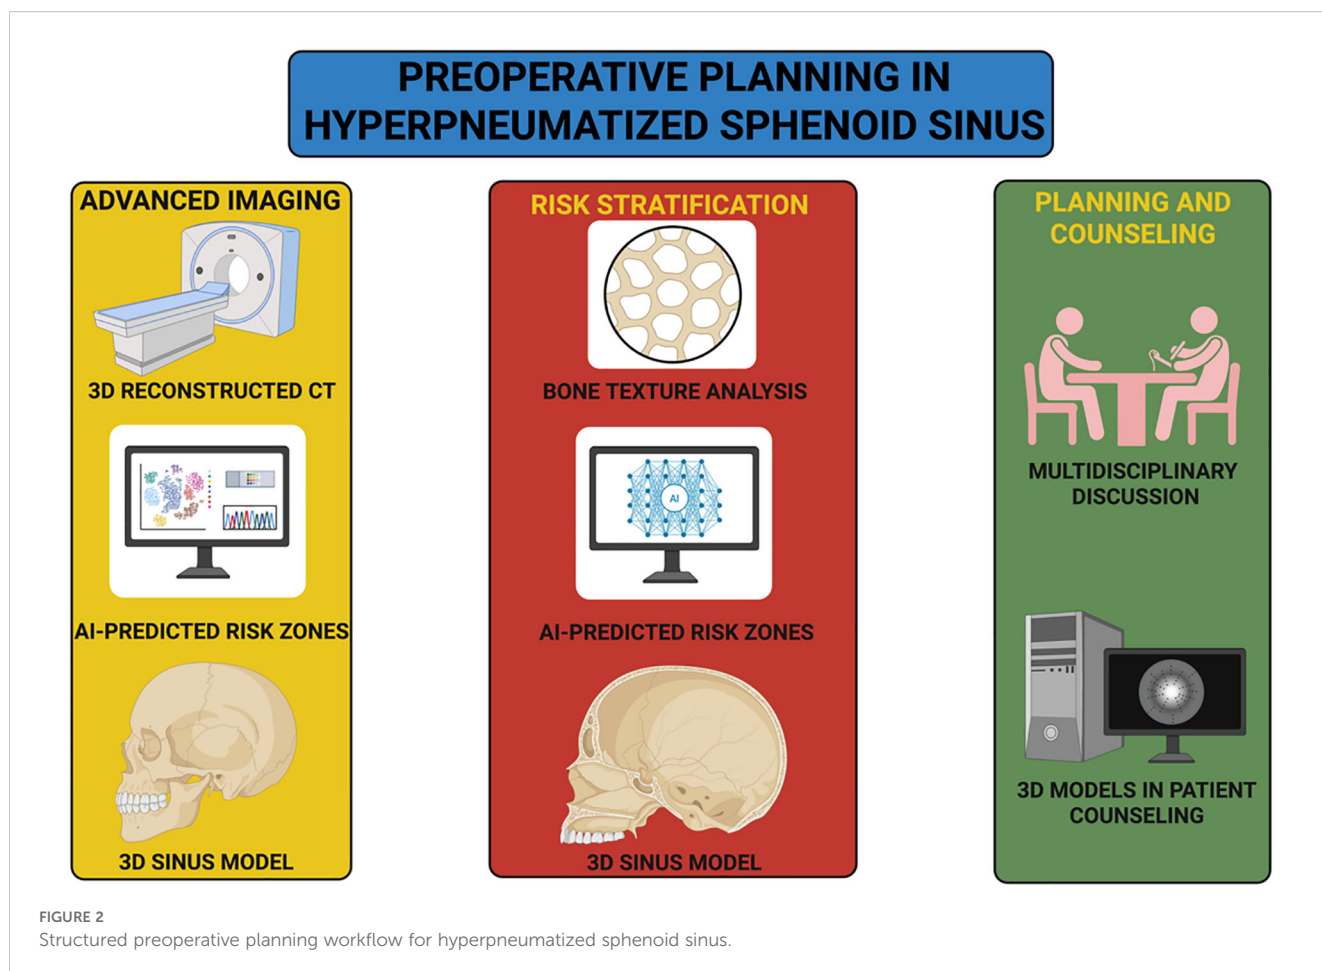 PREOPERATIVE PLANNING IN
HYPERPNEUMATIZED SPHENOID SINUS
ADVANCED IMAGING
3D RECONSTRUCTED CT
AI-PREDICTED RISK ZONES
3D SINUS MODEL
RISK STRATIFICATION
BONE TEXTURE ANALYSIS
AI
AI-PREDICTED RISK ZONES
3D SINUS MODEL
PLANNING AND
COUNSELING
MULTIDISCIPLINARY
DISCUSSION
3D MODELS IN PATIENT
COUNSELING
FIGURE 2
Structured preoperative planning workflow for hyperpneumatized sphenoid sinus.